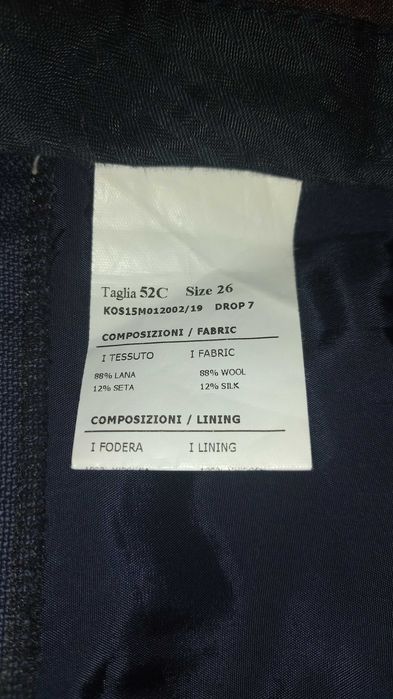 Taglia 52C Size 26
KOS15M012002/19 DROP 7
COMPOSIZIONI / FABRIC
I TESSUTO I FABRIC
88% LANA 88% WOOL
12% SETA 12% SILK
COMPOSIZIONI / LINING
I FODERA I LINING